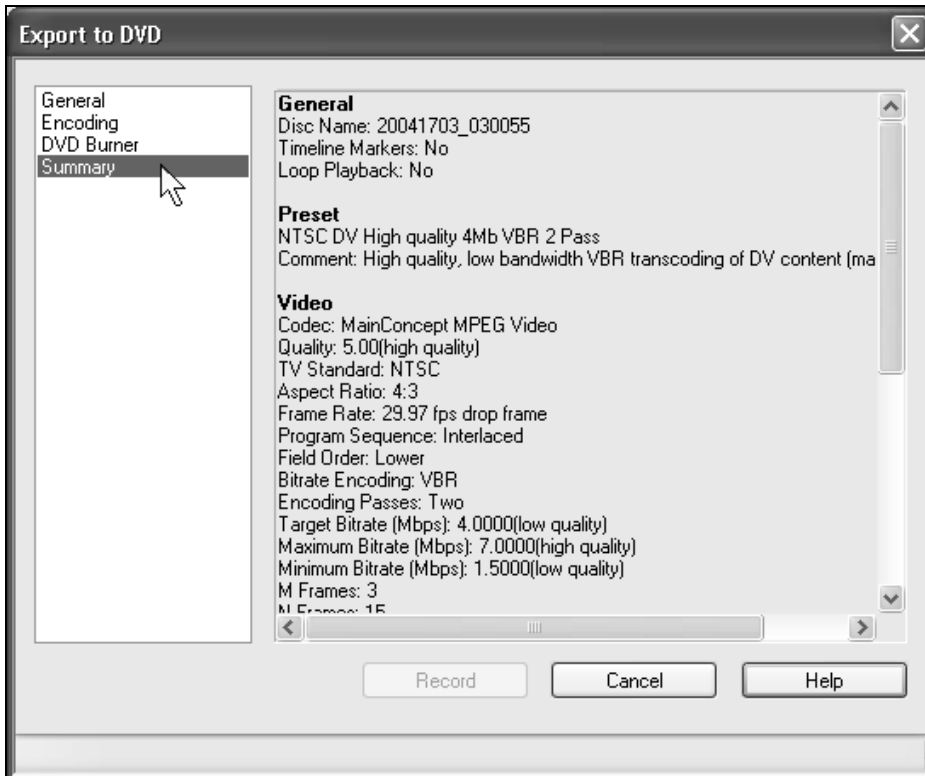 Export to DVD
General
Encoding
DVD Burner
Summary
General
Disc Name: 20041703_030055
Timeline Markers: No
Loop Playback: No
Preset
NTSC DV High quality 4Mb VBR 2 Pass
Comment: High quality, low bandwidth VBR transcoding of DV content (ma
Video
Codec: MainConcept MPEG Video
Quality: 5.00(high quality)
TV Standard: NTSC
Aspect Ratio: 4:3
Frame Rate: 29.97 fps drop frame
Program Sequence: Interlaced
Field Order: Lower
Bitrate Encoding: VBR
Encoding Passes: Two
Target Bitrate (Mbps): 4.0000(low quality)
Maximum Bitrate (Mbps): 7.0000(high quality)
Minimum Bitrate (Mbps): 1.5000(low quality)
M Frames: 3
N Frames: 15
Record
Cancel
Help